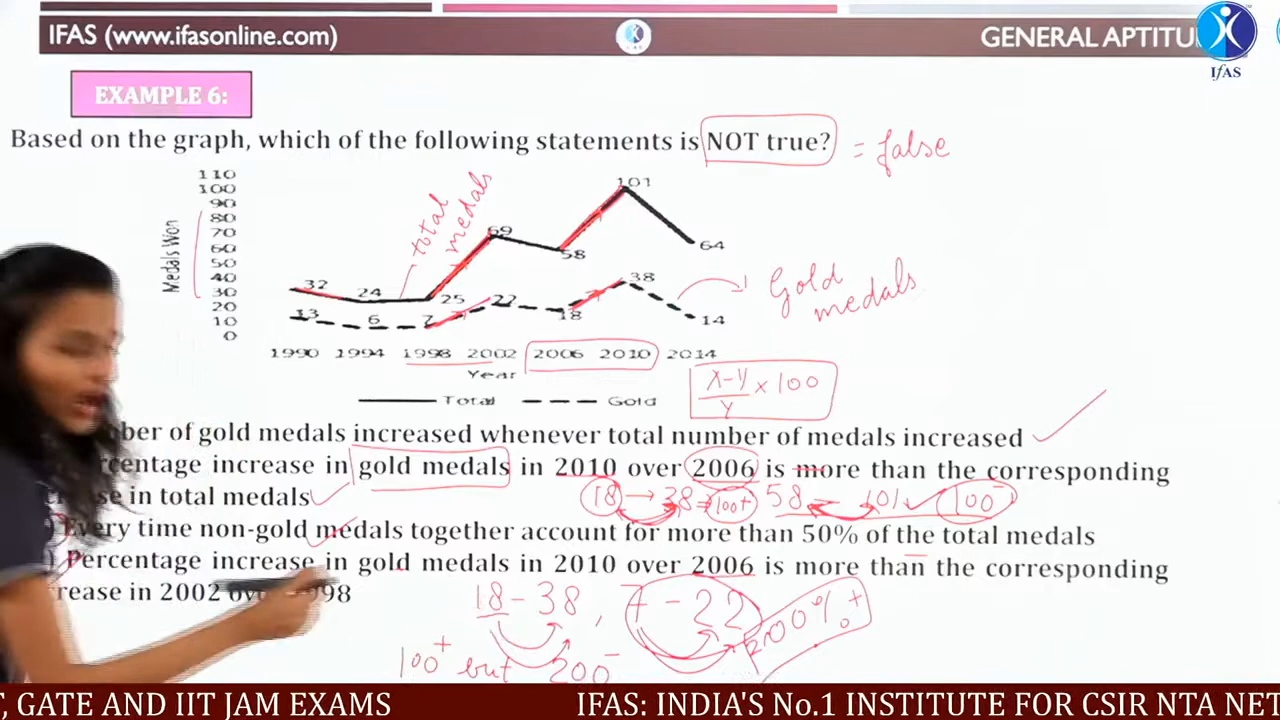 IFAS (www.ifasonline.com)
GENERAL APTITU
IfAS
EXAMPLE 6:
Based on the graph, which of the following statements is NOT true? = false
110
100
90
80
70
60
50
40
30
20
10
0
Medals Won
total medals
32
24
25
69
58
101
64
13
6
7
22
18
38
14
Gold medals
1990 1994 1998 2002 2006 2010 2014
Year
x-y/y × 100
Total Gold
ber of gold medals increased whenever total number of medals increased
centage increase in gold medals in 2010 over 2006 is more than the corresponding
in total medals
18 → 38 = 100+ 58 101 100-
Every time non-gold medals together account for more than 50% of the total medals
Percentage increase in gold medals in 2010 over 2006 is more than the corresponding
rease in 2002 over 1998
18 - 38 , 7 - 22 200% +
100+ but 200-
, GATE AND IIT JAM EXAMS
IFAS: INDIA'S No.1 INSTITUTE FOR CSIR NTA NET